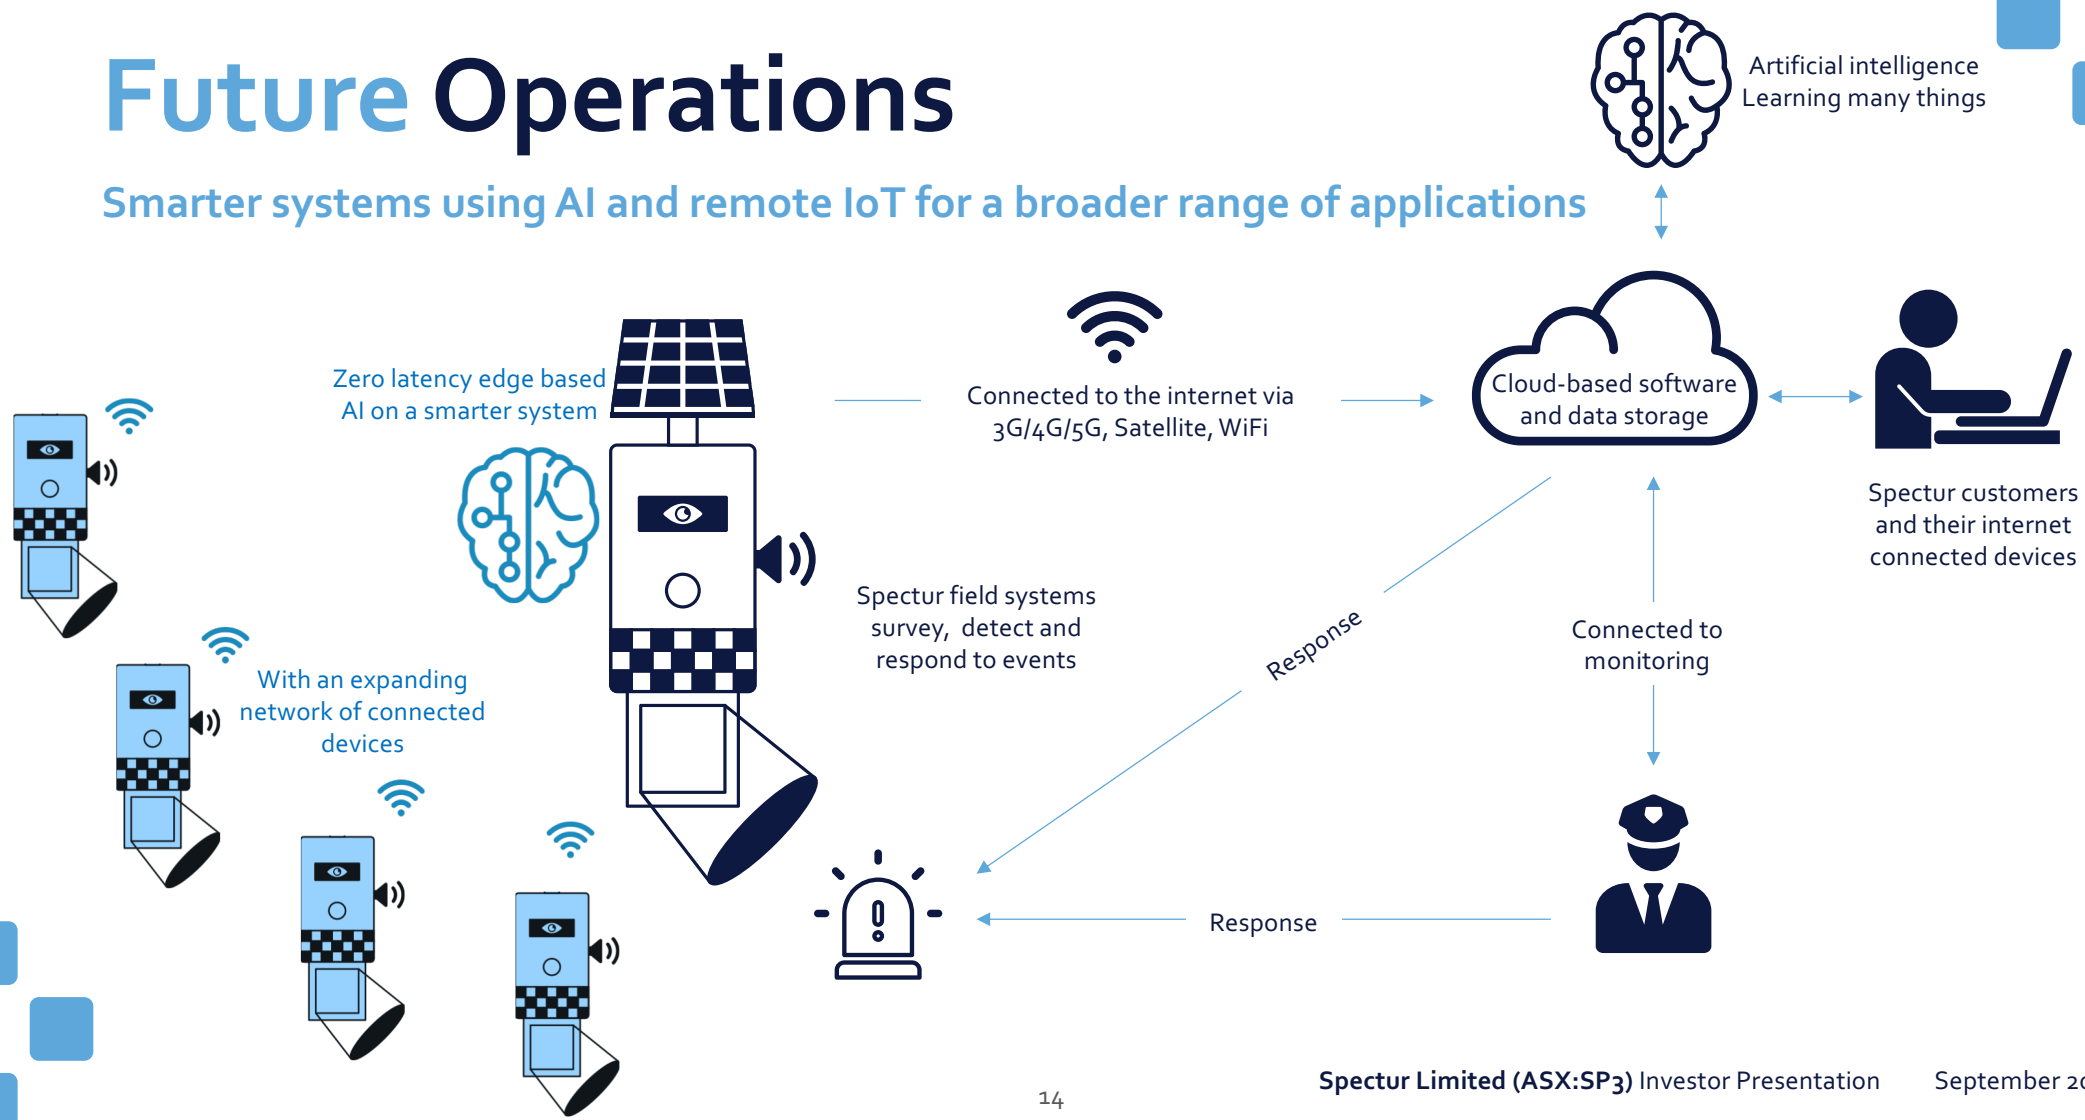 Future Operations
Smarter systems using AI and remote IoT for a broader range of applications
Artificial intelligence
Learning many things
Zero latency edge based
AI on a smarter system
Connected to the internet via
3G/4G/5G, Satellite, WiFi
Cloud-based software
and data storage
Spectur customers
and their internet
connected devices
Spectur field systems
survey, detect and
respond to events
Response
Connected to
monitoring
With an expanding
network of connected
devices
Response
14
Spectur Limited (ASX:SP3) Investor Presentation
September